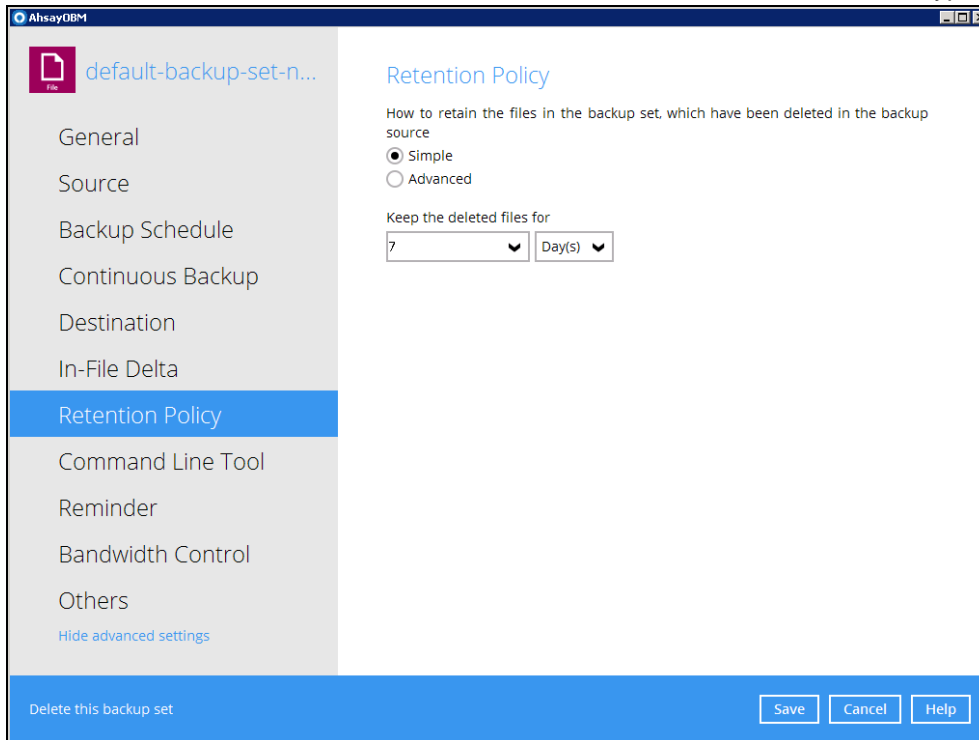 AhsayOBM
File
default-backup-set-n...
General
Source
Backup Schedule
Continuous Backup
Destination
In-File Delta
Retention Policy
Command Line Tool
Reminder
Bandwidth Control
Others
Hide advanced settings
Retention Policy
How to retain the files in the backup set, which have been deleted in the backup
source
Simple
Advanced
Keep the deleted files for
7 Day(s)
Delete this backup set
Save Cancel Help